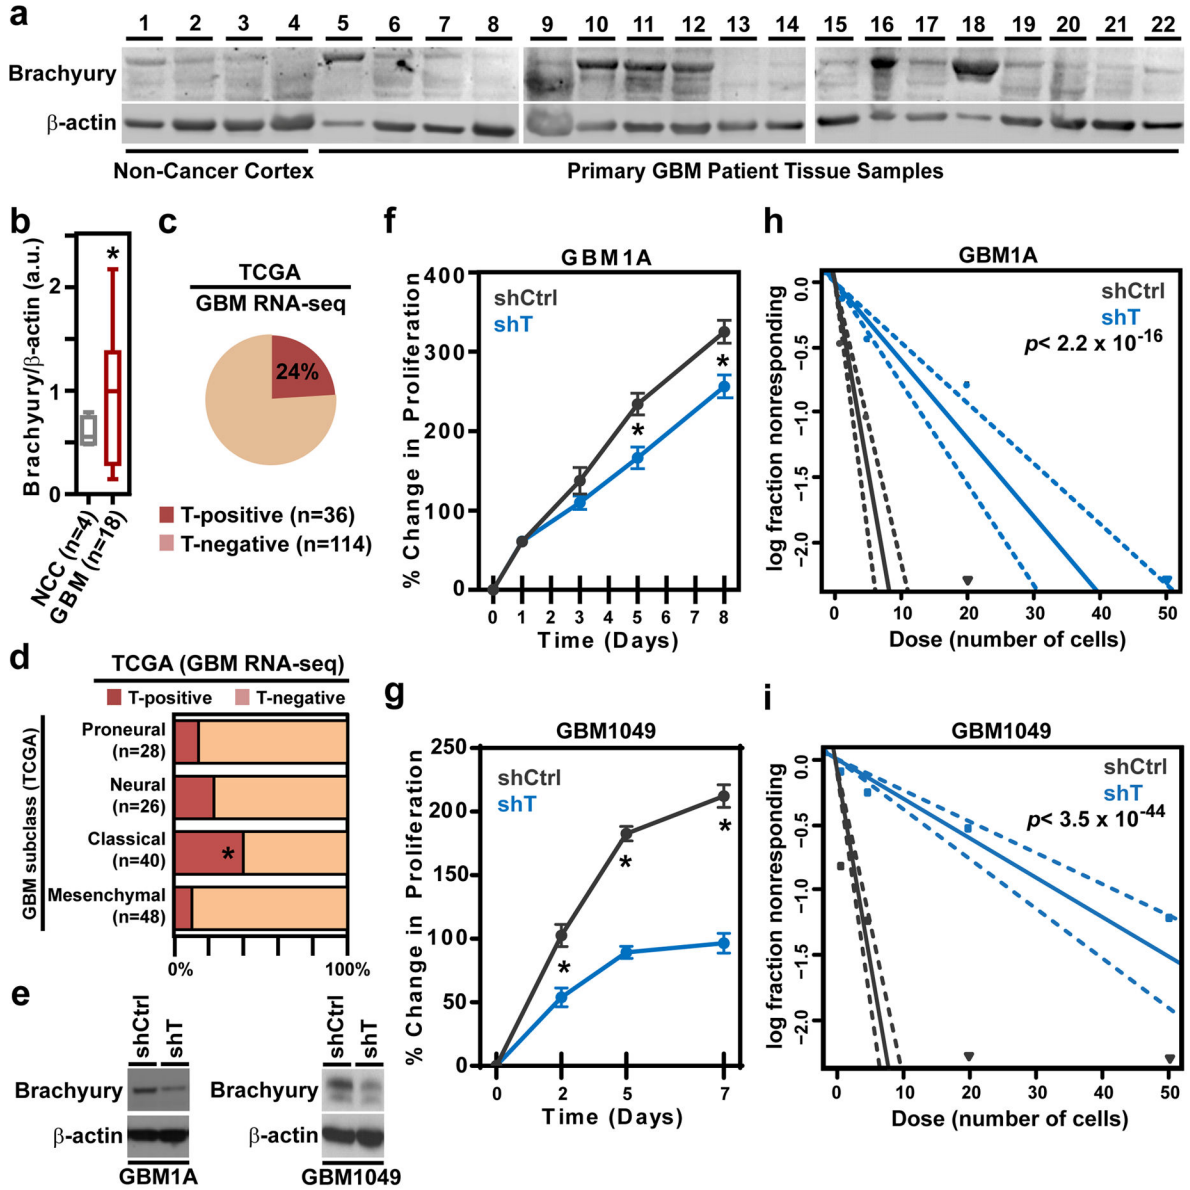 a
1 2 3 4 5 6 7 8 9 10 11 12 13 14 15 16 17 18 19 20 21 22
Brachyury
β-actin
Non-Cancer Cortex
Primary GBM Patient Tissue Samples
b
Brachyury/β-actin (a.u.)
2
1
0
*
NCC (n=4)
GBM (n=18)
c
TCGA
GBM RNA-seq
24%
T-positive (n=36)
T-negative (n=114)
d
TCGA (GBM RNA-seq)
T-positive
T-negative
GBM subclass (TCGA)
Proneural
(n=28)
Neural
(n=26)
Classical
(n=40)
*
Mesenchymal
(n=48)
0%
100%
e
shCtrl
shT
Brachyury
β-actin
GBM1A
shCtrl
shT
Brachyury
β-actin
GBM1049
f
GBM1A
shCtrl
shT
% Change in Proliferation
400
300
200
100
0
*
*
0 1 2 3 4 5 6 7 8
Time (Days)
g
GBM1049
shCtrl
shT
% Change in Proliferation
250
200
150
100
50
0
*
*
*
0 2 5 7
Time (Days)
h
GBM1A
shCtrl
shT
p< 2.2 x 10-16
log fraction nonresponding
0.0
−0.5
−1.0
−1.5
−2.0
0 10 20 30 40 50
Dose (number of cells)
i
GBM1049
shCtrl
shT
p< 3.5 x 10-44
log fraction nonresponding
0.0
−0.5
−1.0
−1.5
−2.0
0 10 20 30 40 50
Dose (number of cells)